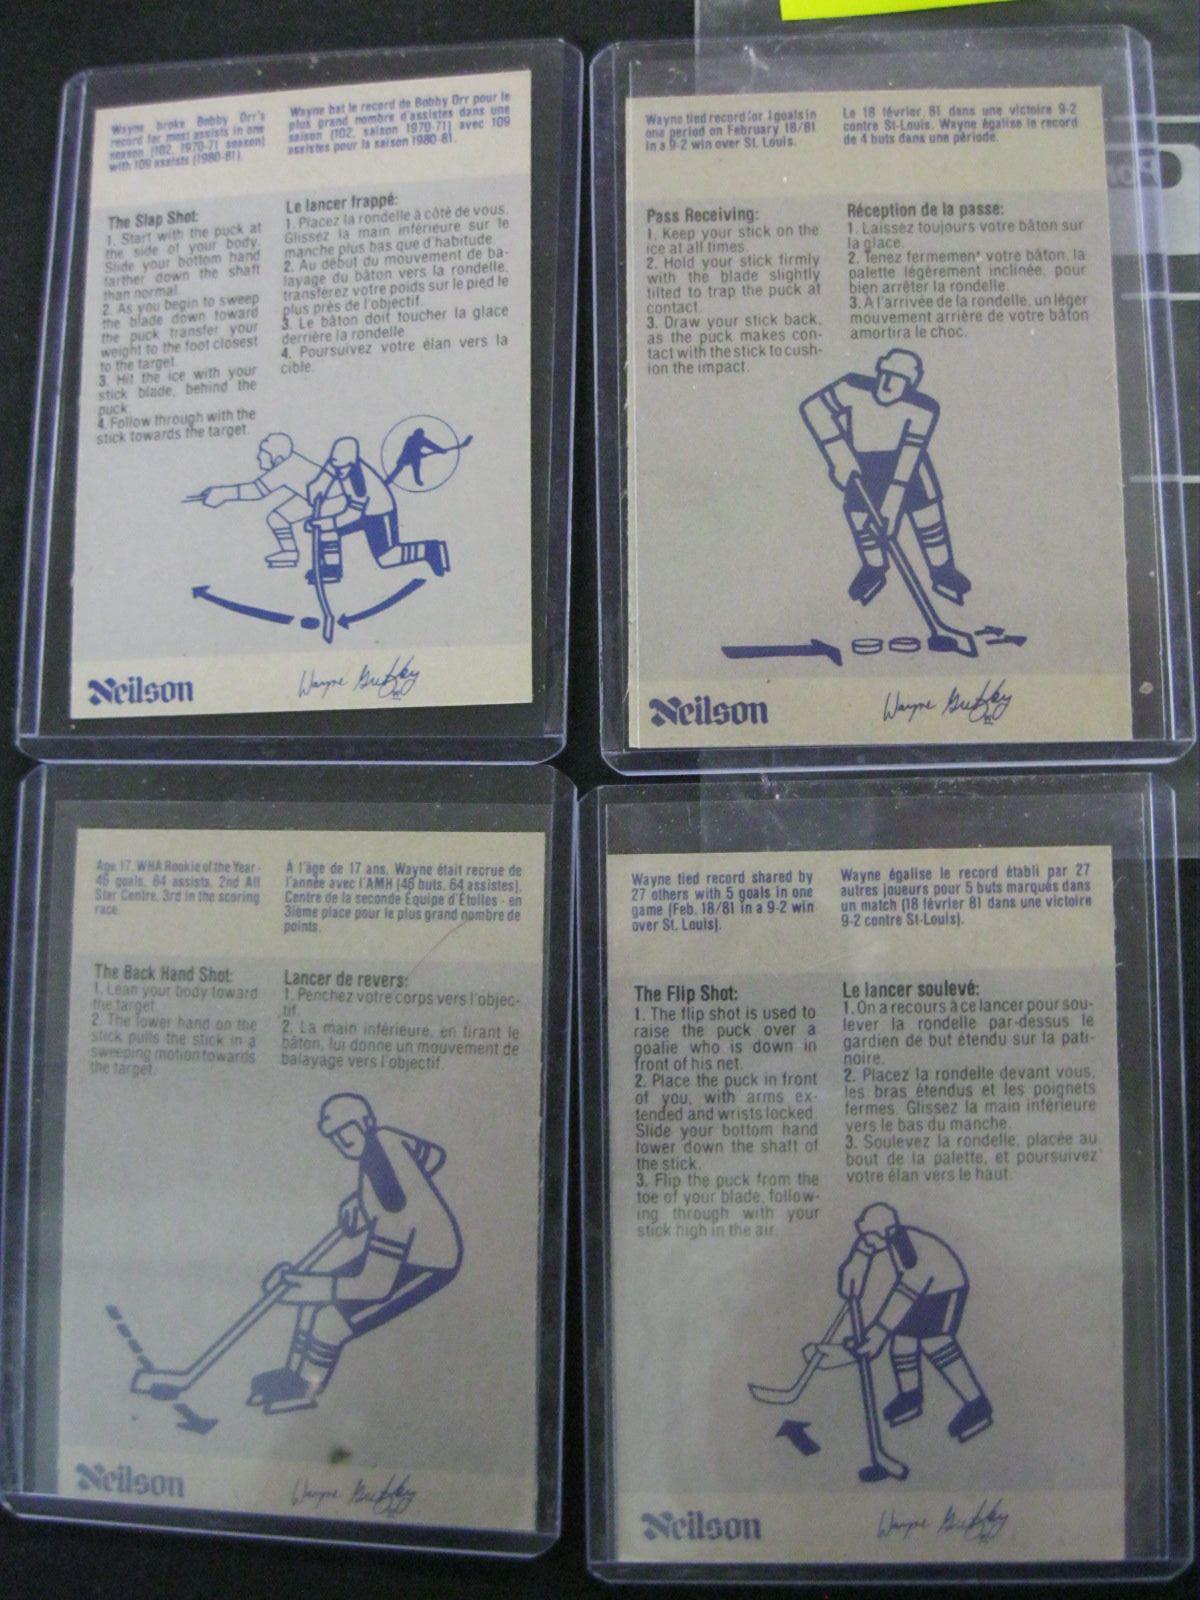 Wayne broke Bobby Orr's
record for most assists in one
season (102, 1970-71 season)
with 109 assists (1980-81).
Wayne bat le record de Bobby Orr pour le
plus grand nombre d'assistes dans une
saison (102, saison 1970-71) avec 109
assistes pour la saison 1980-81.
The Slap Shot:
1. Start with the puck at
the side of your body.
Slide your bottom hand
farther down the shaft
than normal.
2. As you begin to sweep
the blade down toward
the puck transfer your
weight to the foot closest
to the target.
3. Hit the ice with your
stick blade, behind the
puck.
4. Follow through with the
stick towards the target.
Le lancer frappé:
1. Placez la rondelle à côté de vous.
Glissez la main inférieure sur le
manche plus bas que d'habitude.
2. Au début du mouvement de ba-
layage du bâton vers la rondelle,
transférez votre poids sur le pied le
plus près de l'objectif.
3. Le bâton doit toucher la glace
derrière la rondelle.
4. Poursuivez votre élan vers la
cible.
Neilson
Wayne Gretzky
Wayne tied record for 4 goals in
one period on February 18/81
in a 9-2 win over St. Louis.
Le 18 février 81 dans une victoire 9-2
contre St-Louis, Wayne égalise le record
de 4 buts dans une période.
Pass Receiving:
1. Keep your stick on the
ice at all times.
2. Hold your stick firmly
with the blade slightly
tilted to trap the puck at
contact.
3. Draw your stick back,
as the puck makes con-
tact with the stick to cush-
ion the impact.
Réception de la passe:
1. Laissez toujours votre bâton sur
la glace.
2. Tenez fermement votre bâton, la
palette légèrement inclinée, pour
bien arrêter la rondelle.
3. A l'arrivée de la rondelle, un léger
mouvement arrière de votre bâton
amortira le choc.
Neilson
Wayne Gretzky
Age 17, WHA Rookie of the Year -
46 goals, 64 assists, 2nd All
Star Centre, 3rd in the scoring
race.
À l'âge de 17 ans, Wayne était recrue de
l'année avec l'AMH (46 buts, 64 assistes),
Centre de la seconde Équipe d'Étoiles - en
3ième place pour le plus grand nombre de
points.
The Back Hand Shot:
1. Lean your body toward
the target.
2. The lower hand on the
stick pulls the stick in a
sweeping motion towards
the target.
Lancer de revers:
1. Penchez votre corps vers l'objec-
tif.
2. La main inférieure, en tirant le
bâton, lui donne un mouvement de
balayage vers l'objectif.
Neilson
Wayne Gretzky
Wayne tied record shared by
27 others with 5 goals in one
game (Feb. 18/81 in a 9-2 win
over St. Louis).
Wayne égalise le record établi par 27
autres joueurs pour 5 buts marqués dans
un match (18 février 81 dans une victoire
9-2 contre St-Louis).
The Flip Shot:
1. The flip shot is used to
raise the puck over a
goalie who is down in
front of his net.
2. Place the puck in front
of you, with arms ex-
tended and wrists locked.
Slide your bottom hand
lower down the shaft of
the stick.
3. Flip the puck from the
toe of your blade, follow-
ing through with your
stick high in the air.
Le lancer soulevé:
1. On a recours à ce lancer pour sou-
lever la rondelle par-dessus le
gardien de but étendu sur la pati-
noire.
2. Placez la rondelle devant vous,
les bras étendus et les poignets
fermes. Glissez la main inférieure
vers le bas du manche.
3. Soulevez la rondelle, placée au
bout de la palette, et poursuivez
votre élan vers le haut.
Neilson
Wayne Gretzky